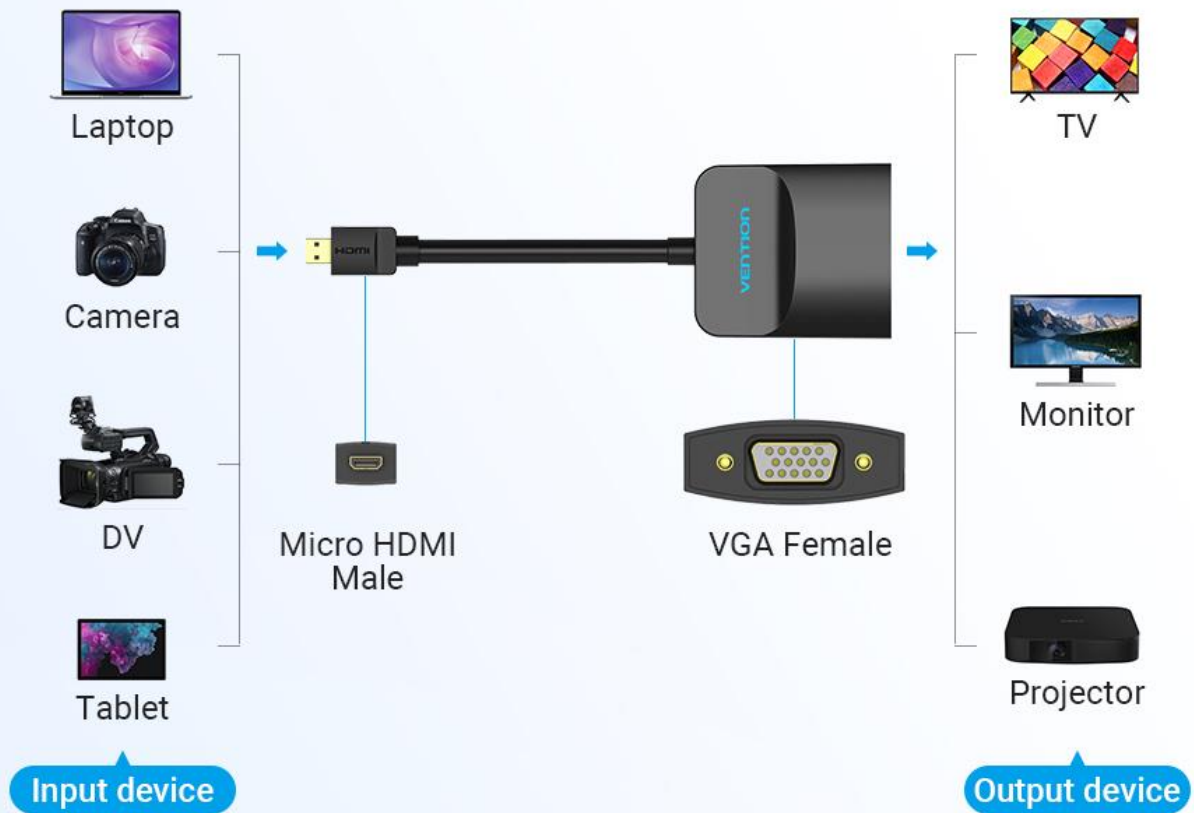 Laptop
Camera
DV
Tablet
Input device
HDMI
Micro HDMI
Male
VENTION
VGA Female
TV
Monitor
Projector
Output device